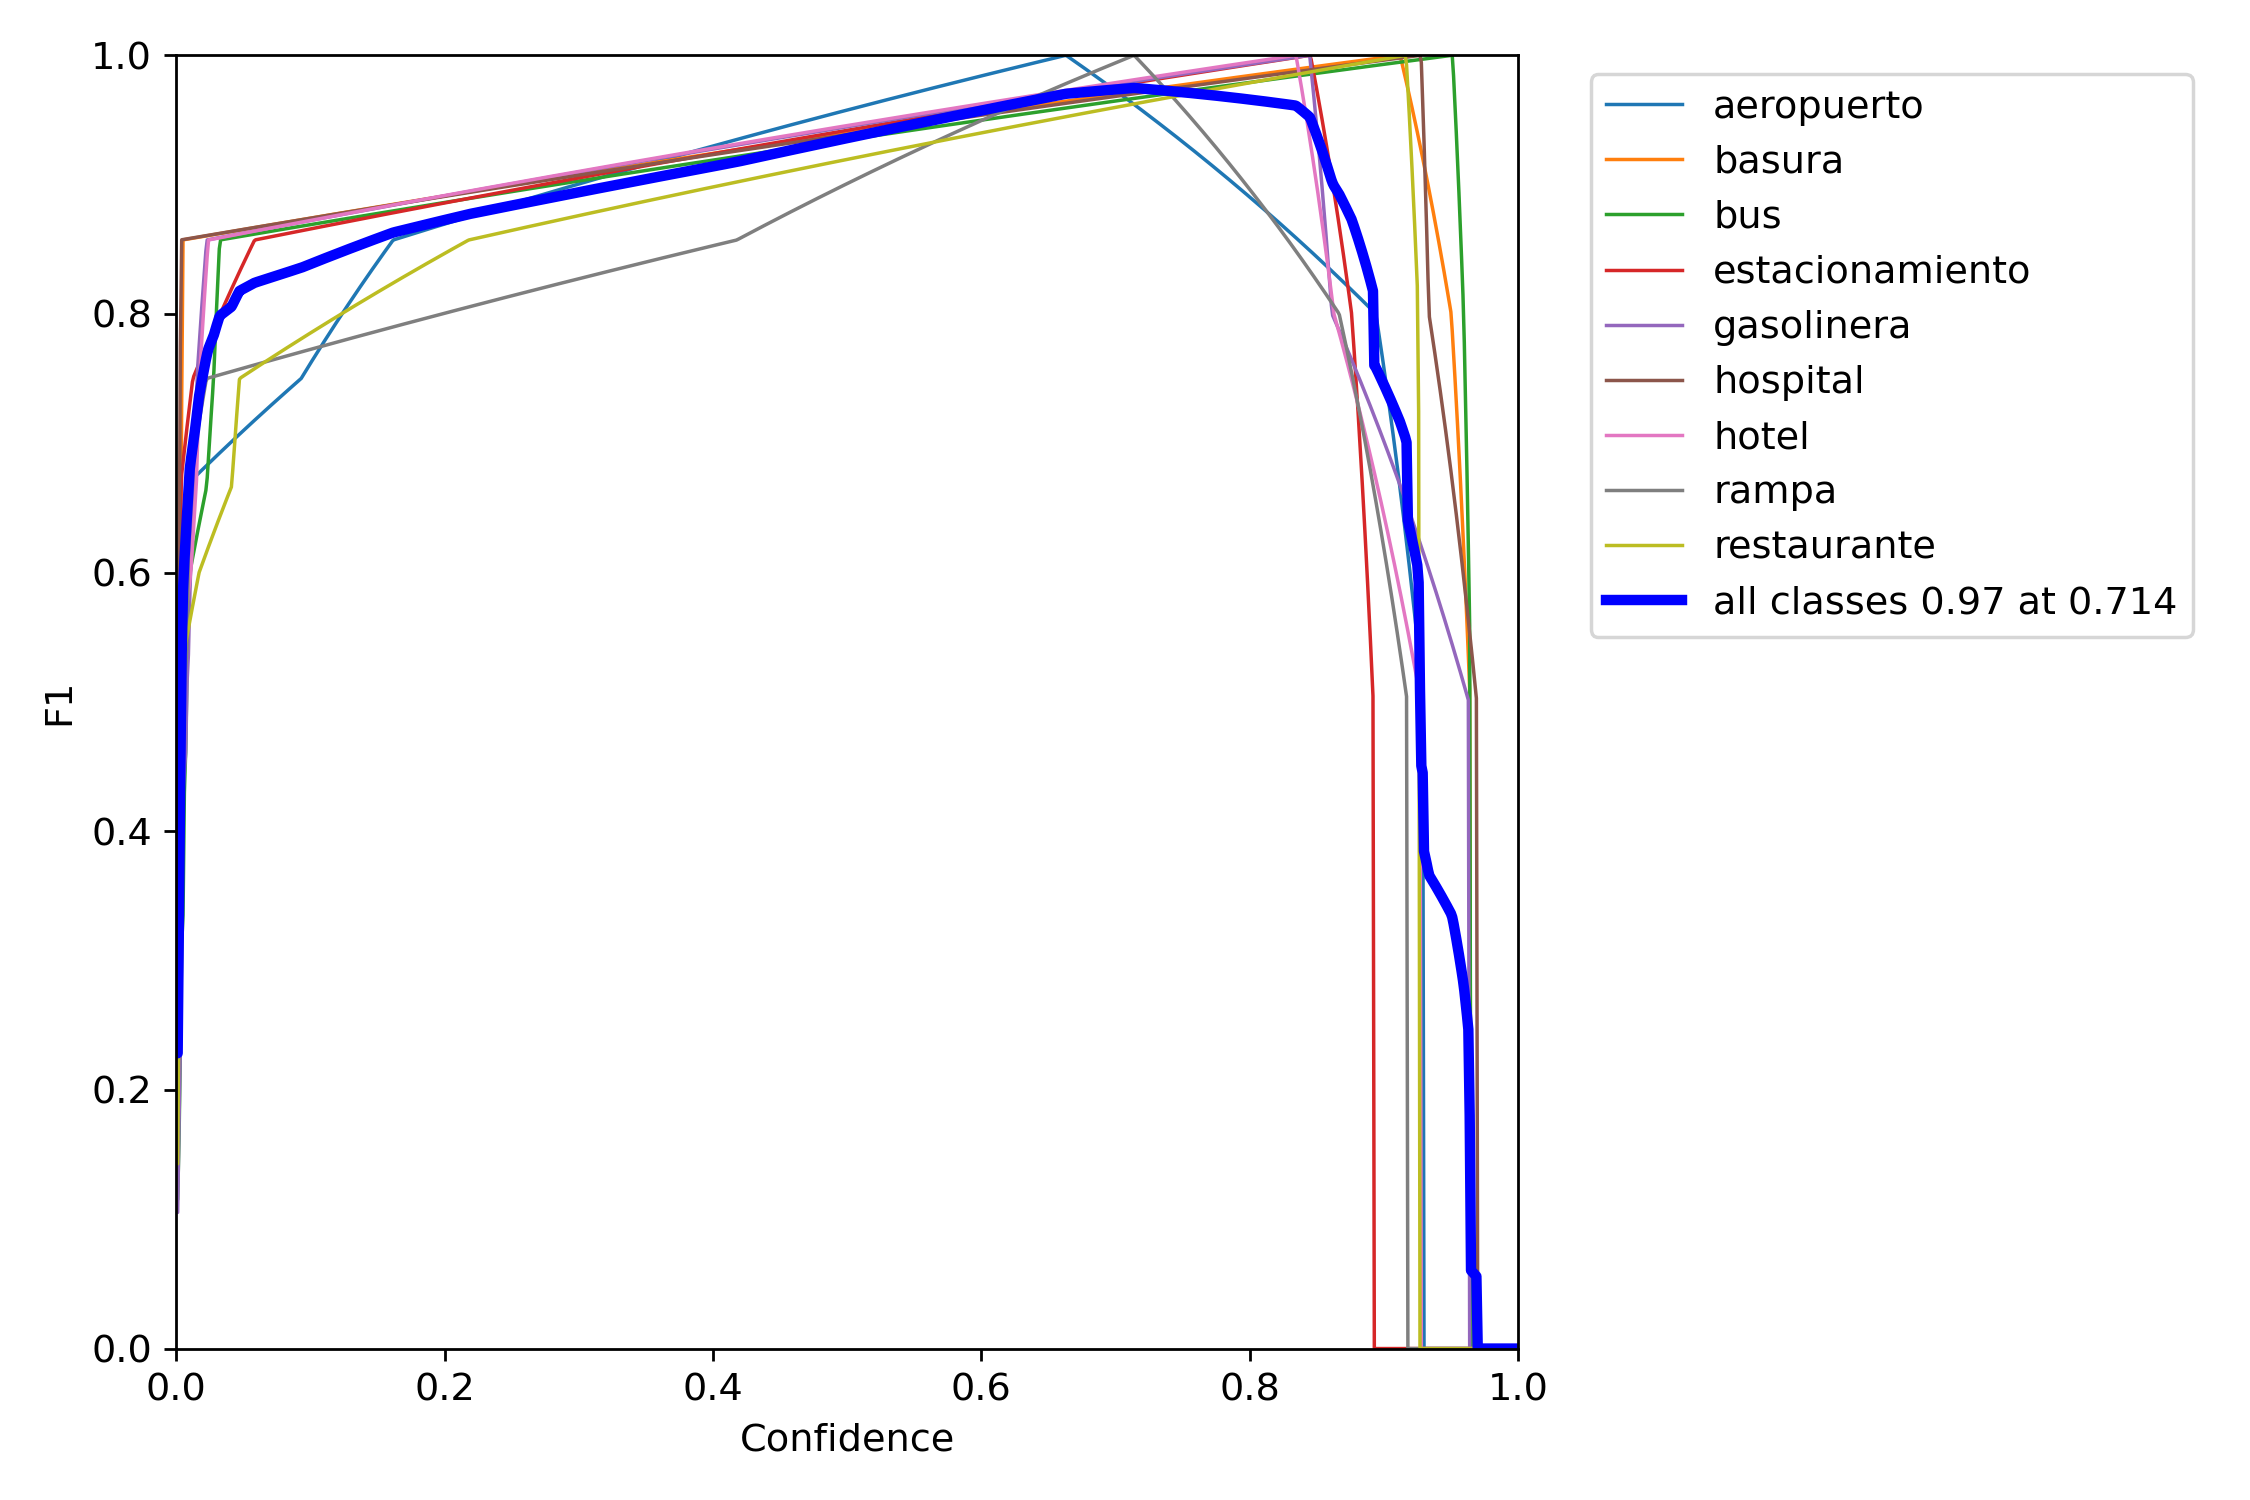 1.0
0.8
0.6
0.4
0.2
0.0
F1
0.0 0.2 0.4 0.6 0.8 1.0
Confidence
aeropuerto
basura
bus
estacionamiento
gasolinera
hospital
hotel
rampa
restaurante
all classes 0.97 at 0.714